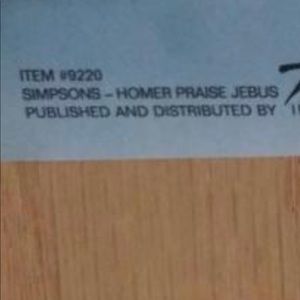 ITEM #9220
SIMPSONS – HOMER PRAISE JEBUS
PUBLISHED AND DISTRIBUTED BY